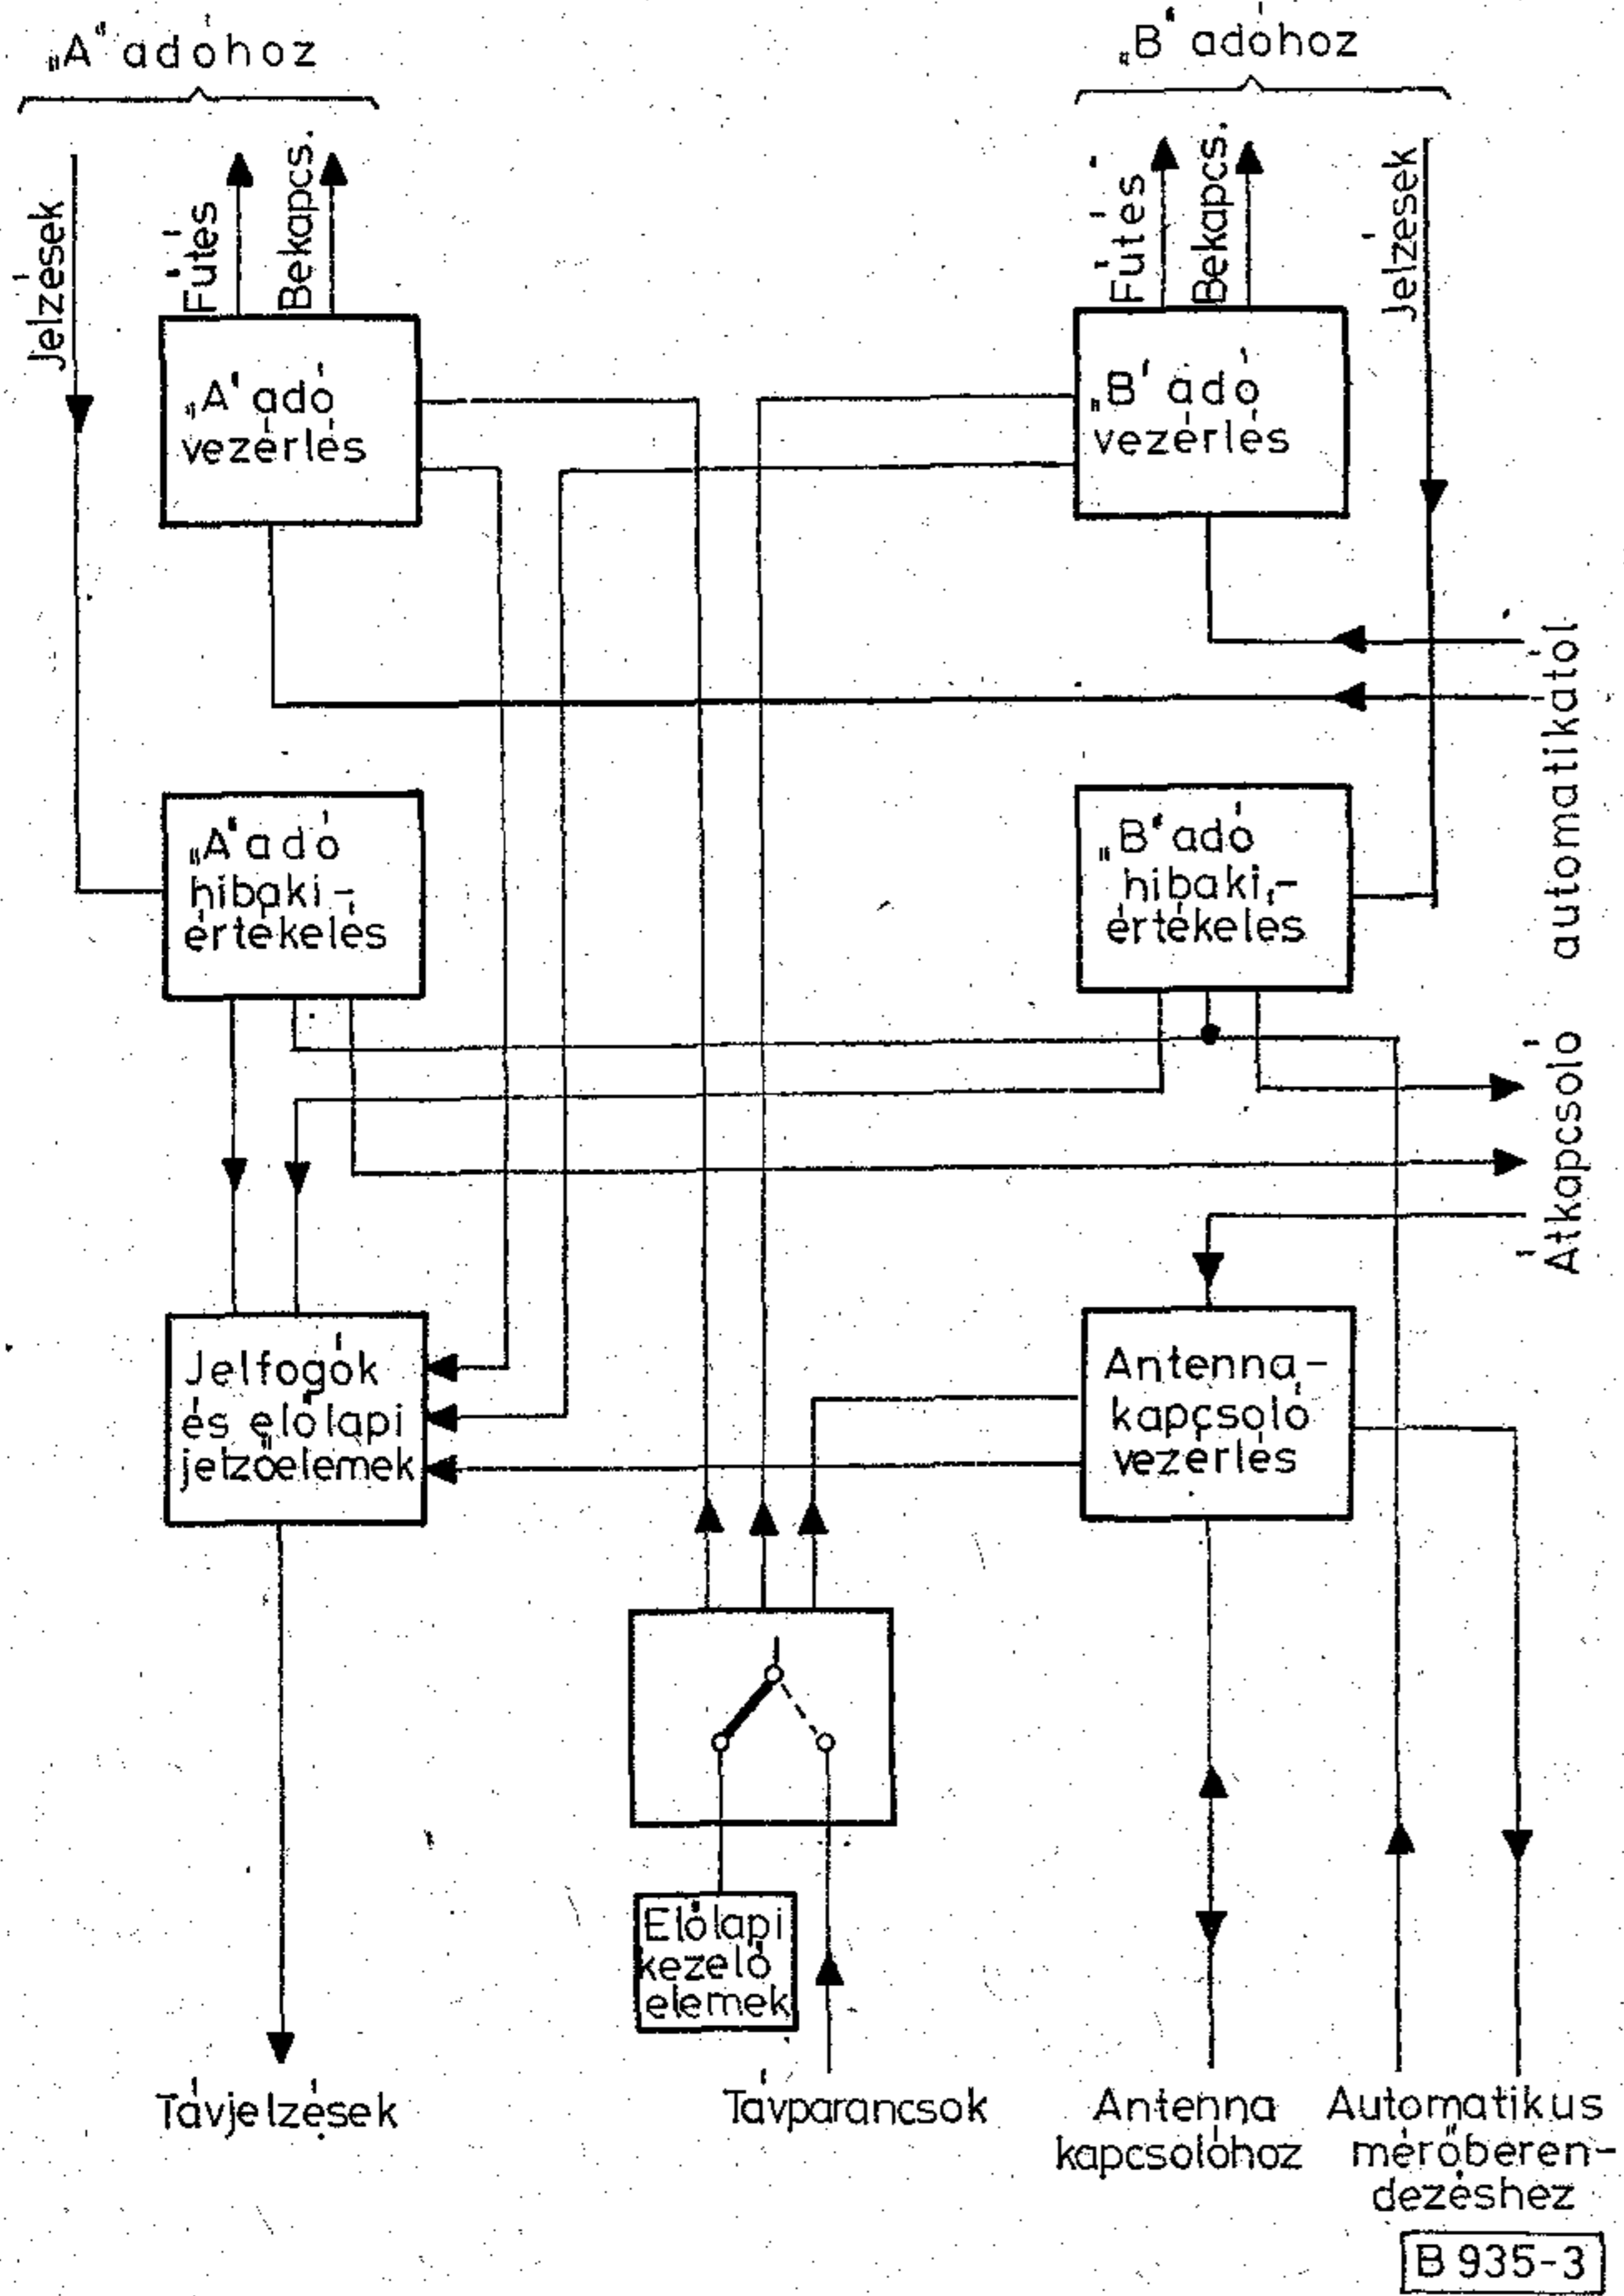 „A" adóhoz
„B" adóhoz
Jelzések
Fűtés
Bekapcs.
Fűtés
Bekapcs.
Jelzések
„A" adó
vezérlés
„B" adó
vezérlés
„A" adó
hibaki-
értékelés
„B" adó
hibaki-
értékelés
Átkapcsoló automatikától
Jelfogók
és előlapi
jelzőelemek
Antenna-
kapcsoló
vezérlés
Előlapi
kezelő
elemek
Távjelzések
Távparancsok
Antenna
kapcsolóhoz
Automatikus
mérőberen-
dezéshez
B 935-3